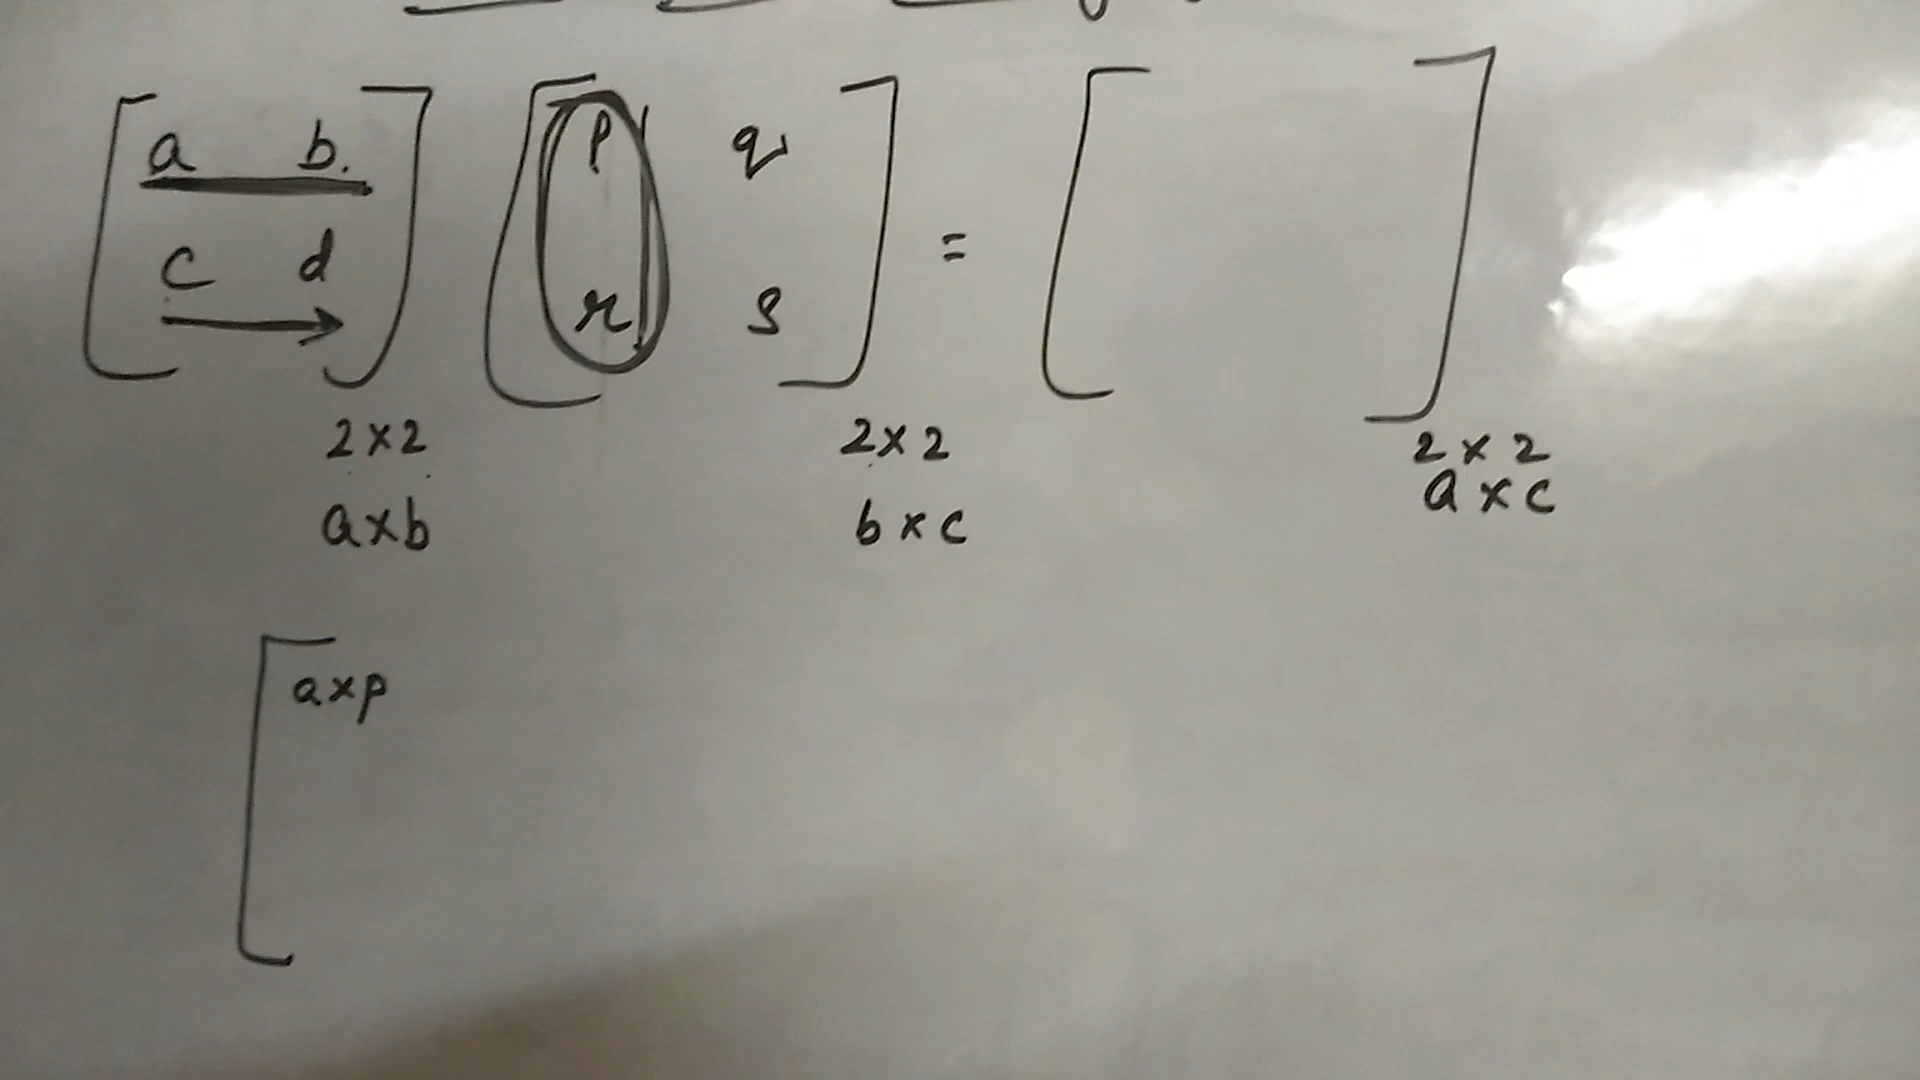 [a b.] [p q] = [ ]
[c d] [r s]
2×2 2×2 2×2
a×b b×c a×c
[a×p